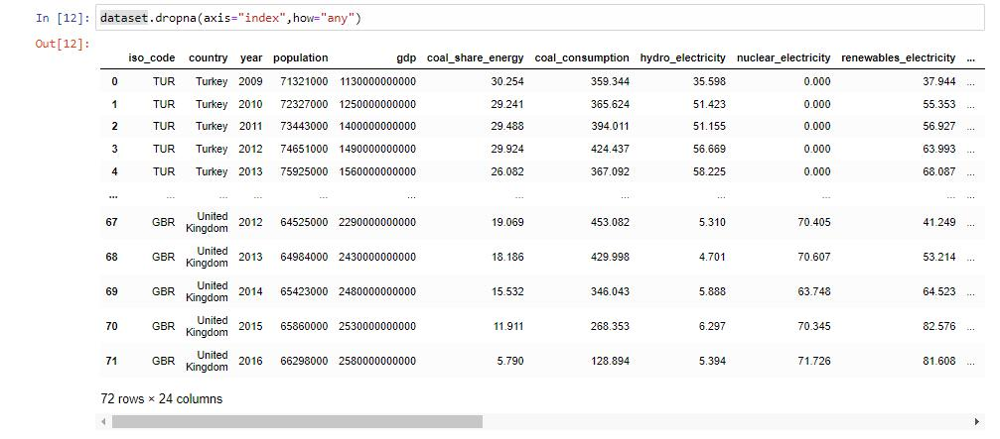 In [12]: dataset.dropna(axis="index",how="any")
Out[12]:
iso_code country year population gdp coal_share_energy coal_consumption hydro_electricity nuclear_electricity renewables_electricity ...
0 TUR Turkey 2009 71321000 1130000000000 30.254 359.344 35.598 0.000 37.944 ...
1 TUR Turkey 2010 72327000 1250000000000 29.241 365.624 51.423 0.000 55.353 ...
2 TUR Turkey 2011 73443000 1400000000000 29.488 394.011 51.155 0.000 56.927 ...
3 TUR Turkey 2012 74651000 1490000000000 29.924 424.437 56.669 0.000 63.993 ...
4 TUR Turkey 2013 75925000 1560000000000 26.082 367.092 58.225 0.000 68.087 ...
... ... ... ... ... ... ... ... ... ... ... ...
67 GBR United Kingdom 2012 64525000 2290000000000 19.069 453.082 5.310 70.405 41.249 ...
68 GBR United Kingdom 2013 64984000 2430000000000 18.186 429.998 4.701 70.607 53.214 ...
69 GBR United Kingdom 2014 65423000 2480000000000 15.532 346.043 5.888 63.748 64.523 ...
70 GBR United Kingdom 2015 65860000 2530000000000 11.911 268.353 6.297 70.345 82.576 ...
71 GBR United Kingdom 2016 66298000 2580000000000 5.790 128.894 5.394 71.726 81.608 ...
72 rows × 24 columns